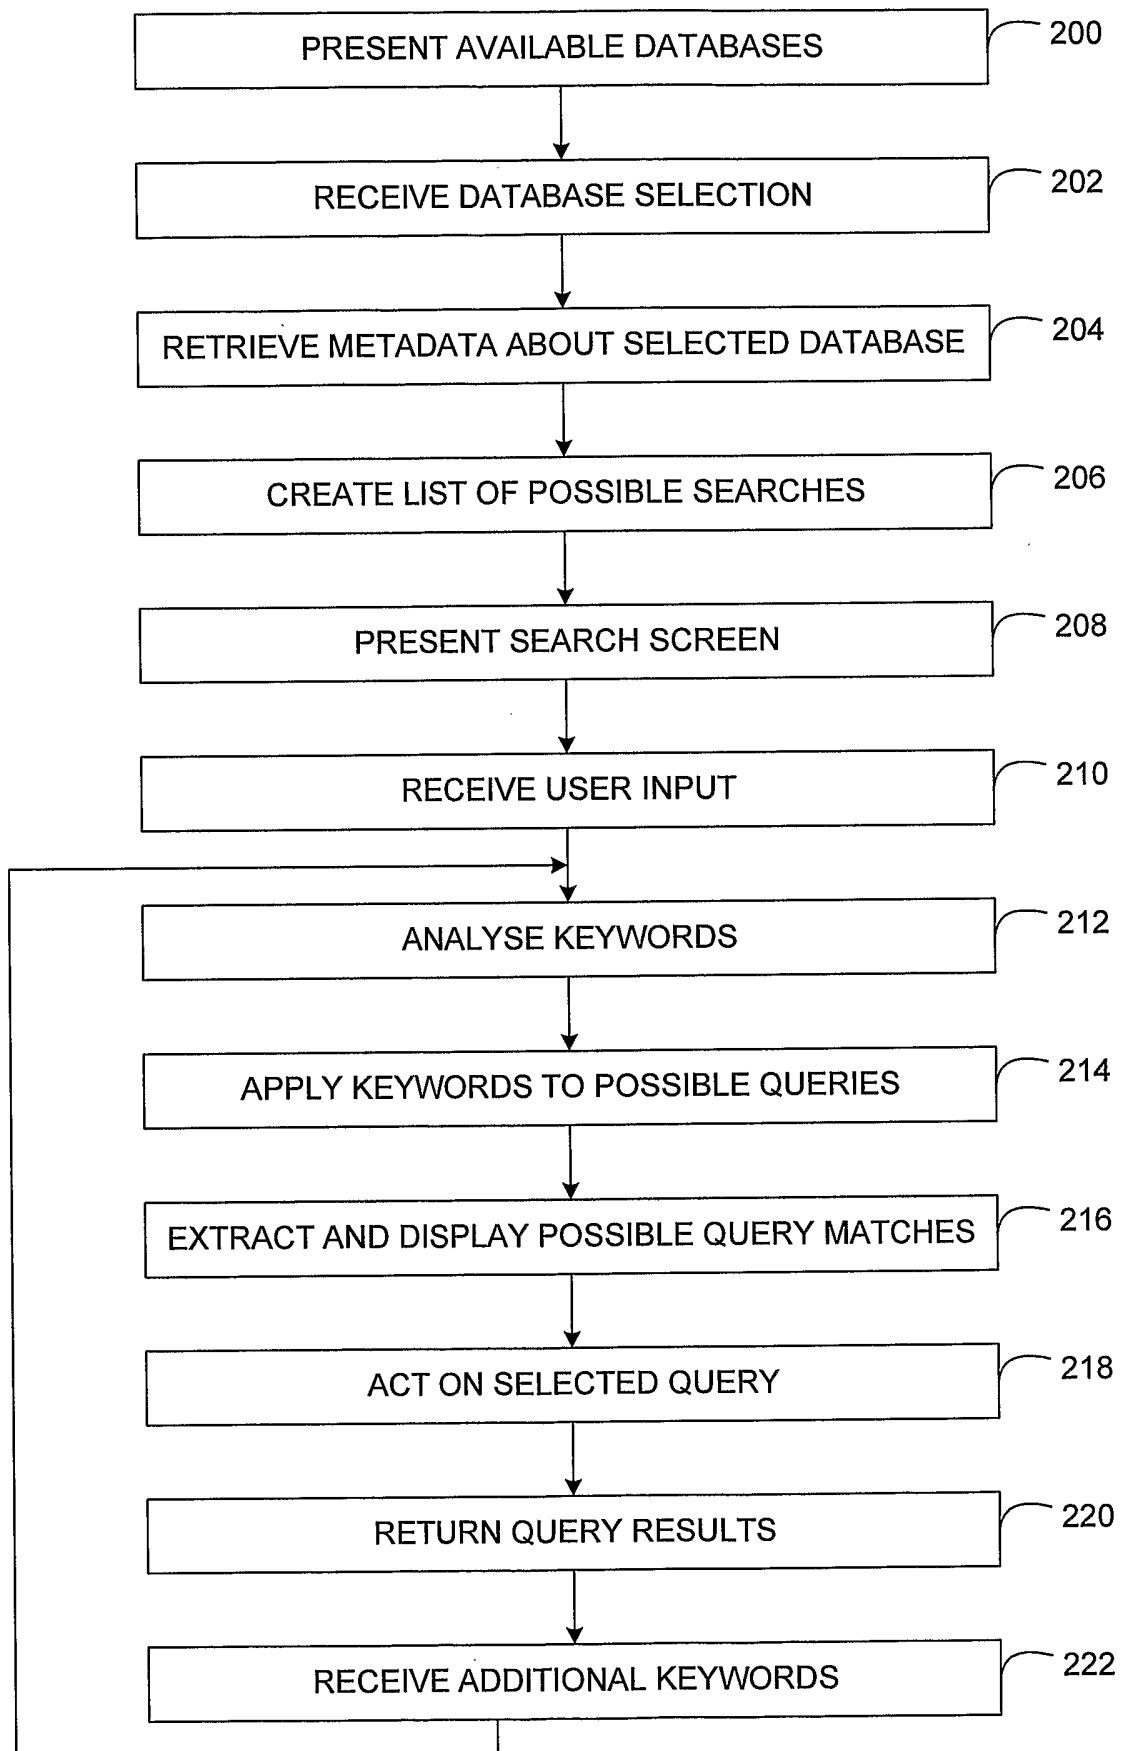 PRESENT AVAILABLE DATABASES 200
RECEIVE DATABASE SELECTION 202
RETRIEVE METADATA ABOUT SELECTED DATABASE 204
CREATE LIST OF POSSIBLE SEARCHES 206
PRESENT SEARCH SCREEN 208
RECEIVE USER INPUT 210
ANALYSE KEYWORDS 212
APPLY KEYWORDS TO POSSIBLE QUERIES 214
EXTRACT AND DISPLAY POSSIBLE QUERY MATCHES 216
ACT ON SELECTED QUERY 218
RETURN QUERY RESULTS 220
RECEIVE ADDITIONAL KEYWORDS 222